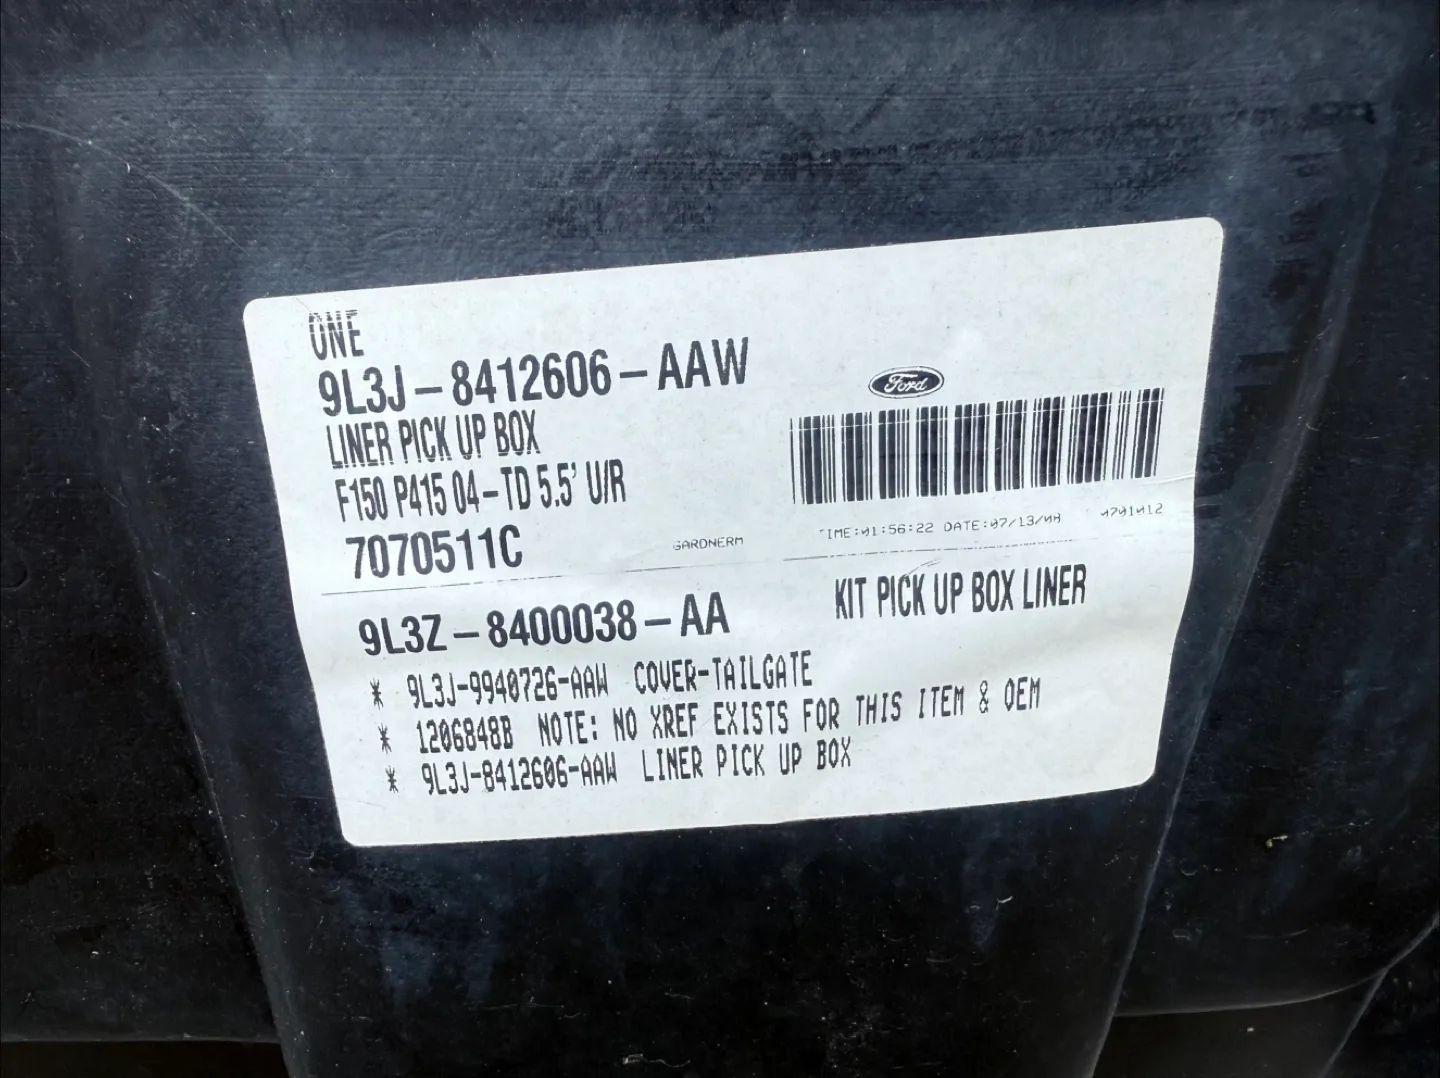 ONE
9L3J-8412606-AAW
LINER PICK UP BOX
F150 P415 04-TD 5.5' U/R
7070511C
GARDNERM
Ford
TIME:01:56:22 DATE:07/13/08 0701012
9L3Z-8400038-AA
KIT PICK UP BOX LINER
* 9L3J-9940726-AAW COVER-TAILGATE
* 1206848B NOTE: NO XREF EXISTS FOR THIS ITEM & OEM
* 9L3J-8412606-AAW LINER PICK UP BOX